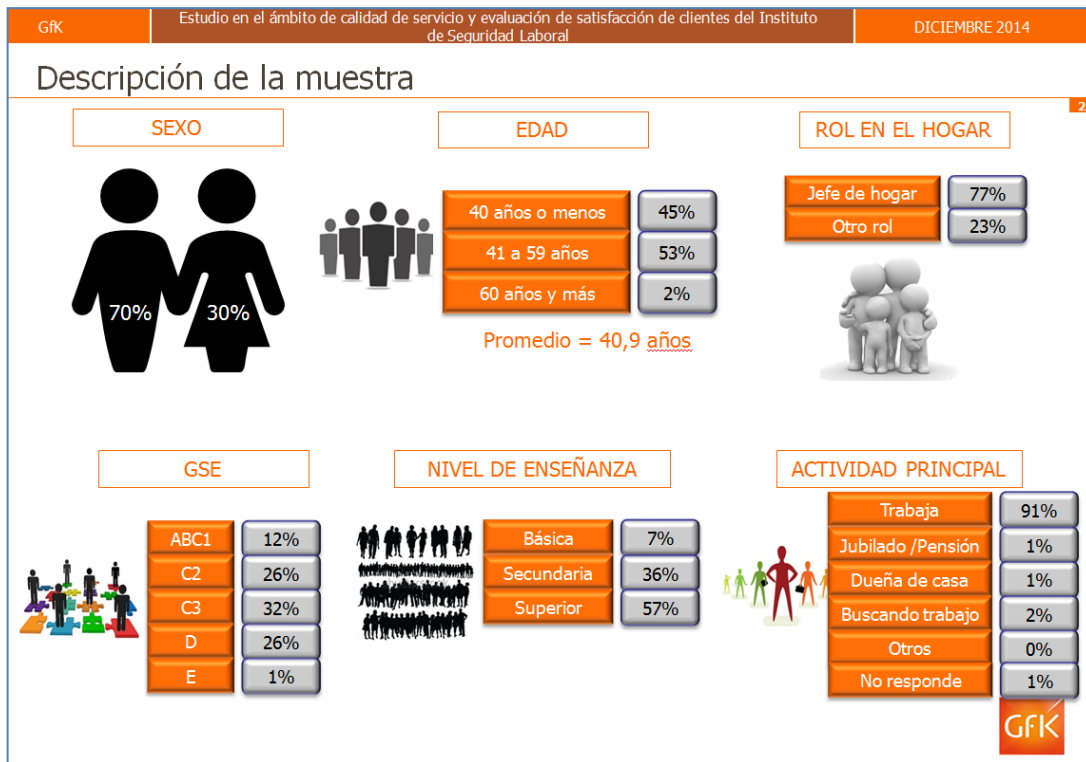 GfK
Estudio en el ámbito de calidad de servicio y evaluación de satisfacción de clientes del Instituto
de Seguridad Laboral
DICIEMBRE 2014
Descripción de la muestra
2
SEXO
70%
30%
EDAD
40 años o menos 45%
41 a 59 años 53%
60 años y más 2%
Promedio = 40,9 años
ROL EN EL HOGAR
Jefe de hogar 77%
Otro rol 23%
GSE
ABC1 12%
C2 26%
C3 32%
D 26%
E 1%
NIVEL DE ENSEÑANZA
Básica 7%
Secundaria 36%
Superior 57%
ACTIVIDAD PRINCIPAL
Trabaja 91%
Jubilado /Pensión 1%
Dueña de casa 1%
Buscando trabajo 2%
Otros 0%
No responde 1%
GfK